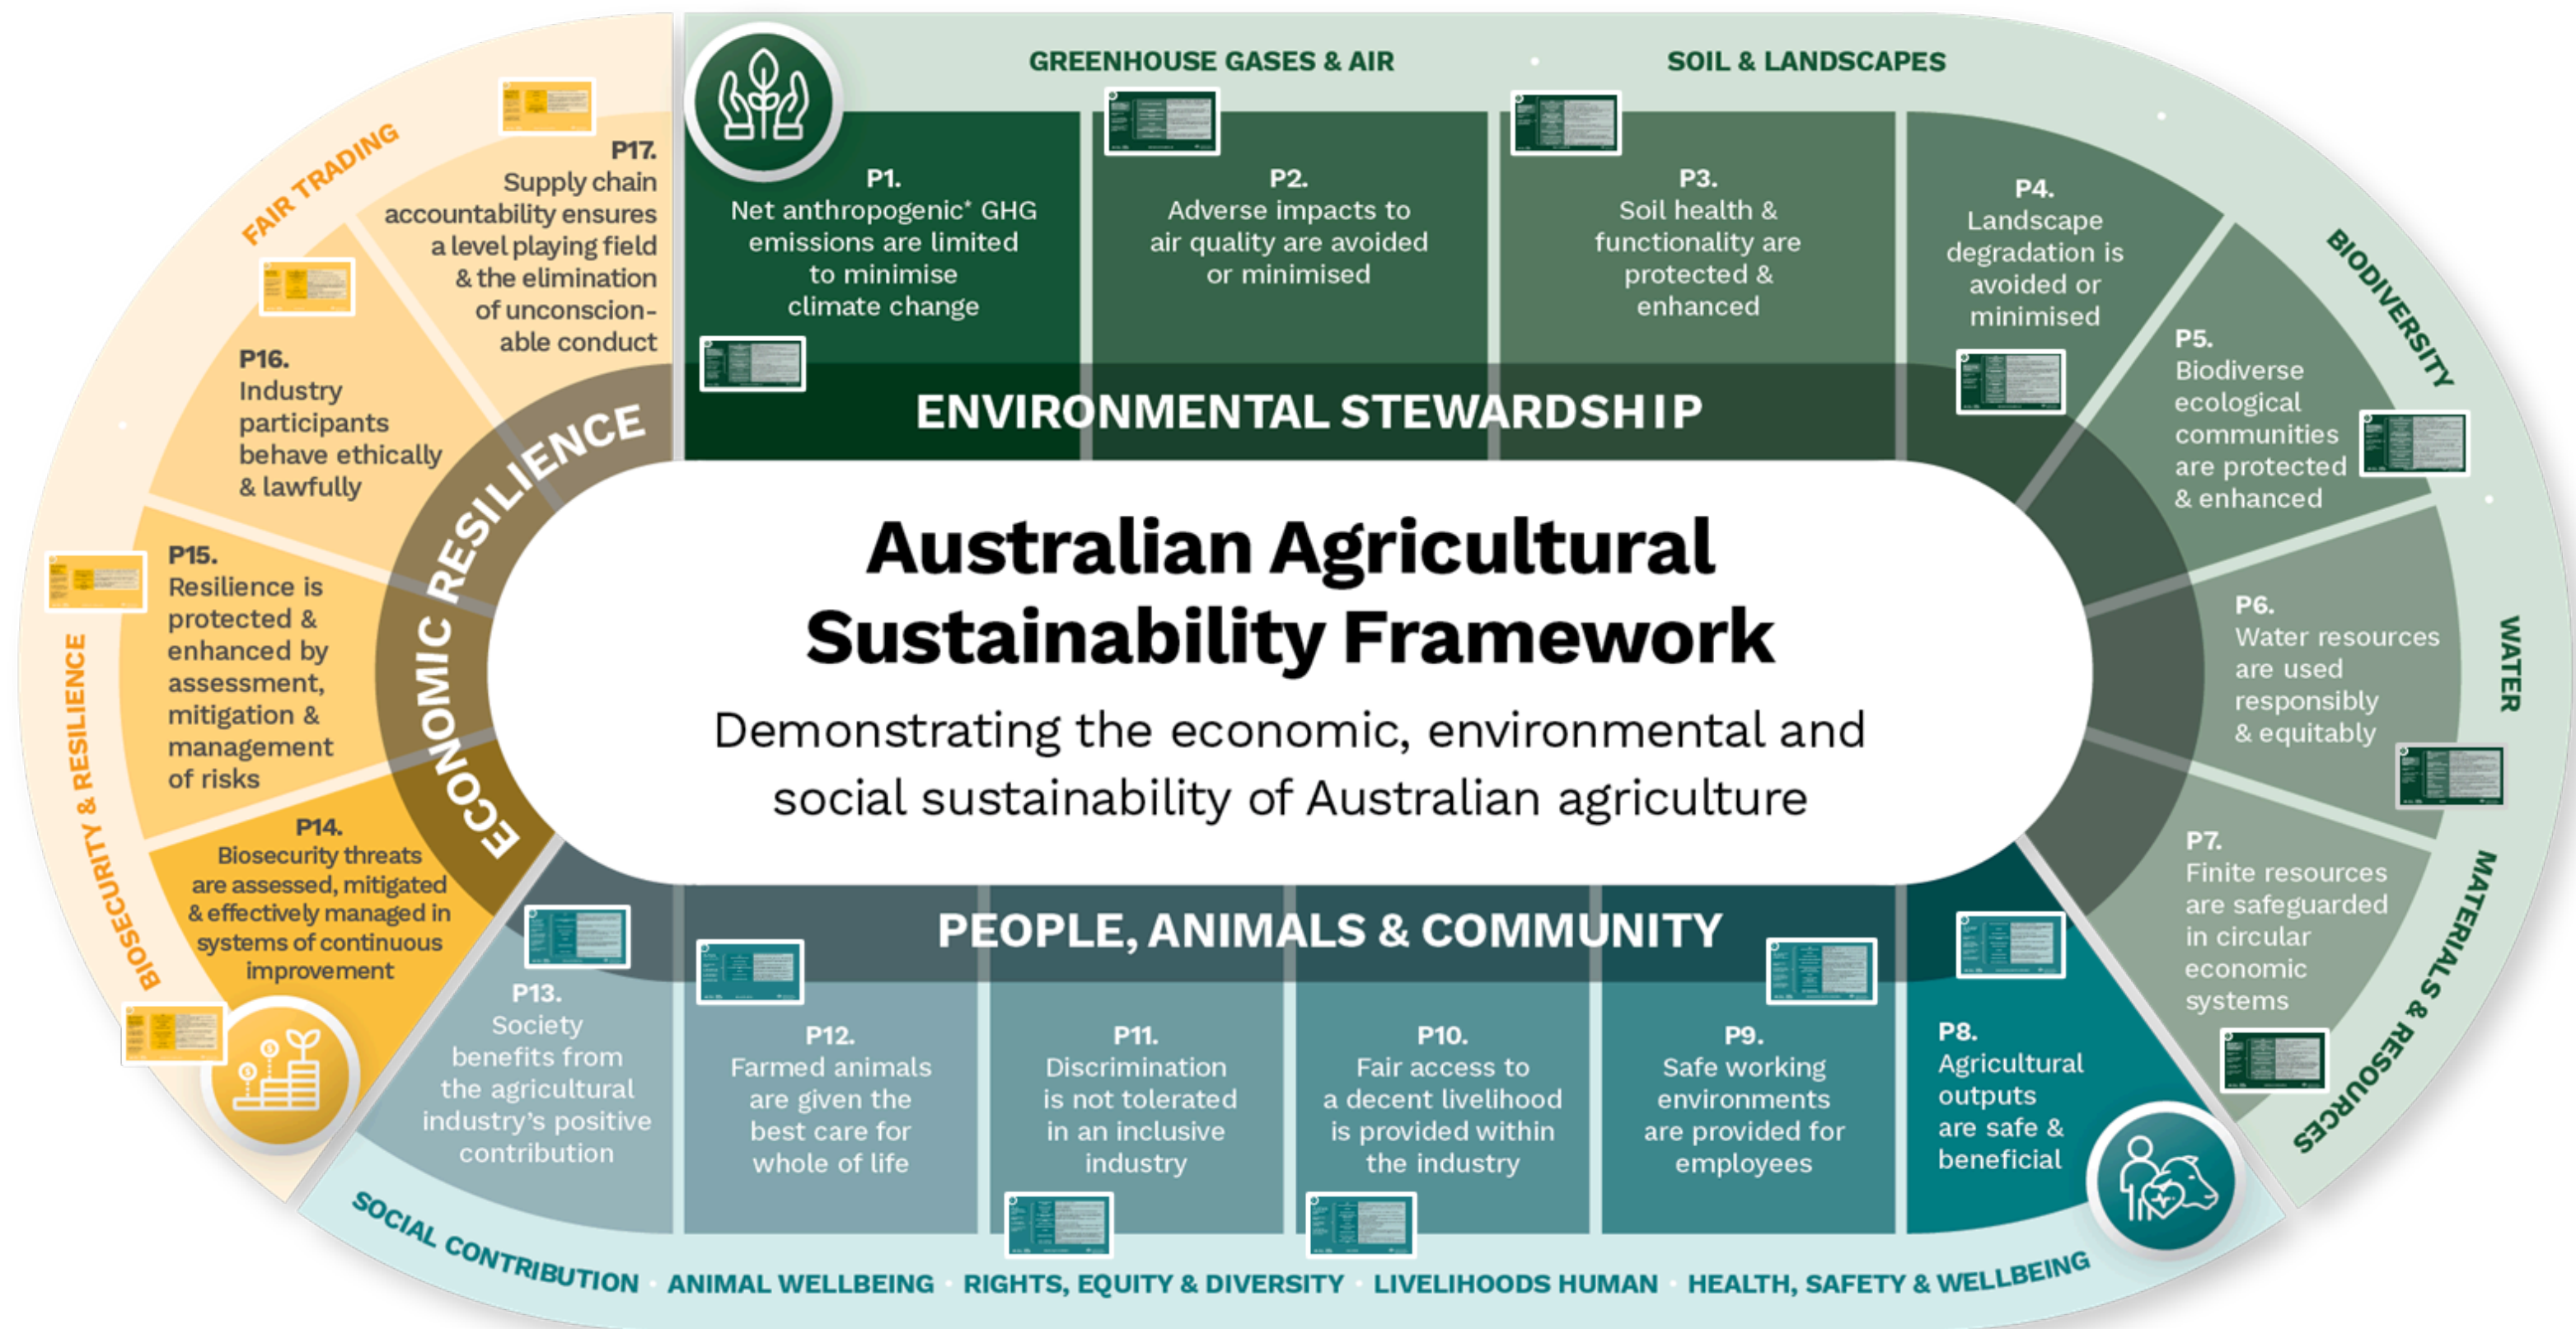 GREENHOUSE GASES & AIR
SOIL & LANDSCAPES
BIODIVERSITY
WATER
MATERIALS & RESOURCES
P1.
Net anthropogenic* GHG
emissions are limited
to minimise
climate change
P2.
Adverse impacts to
air quality are avoided
or minimised
P3.
Soil health &
functionality are
protected &
enhanced
P4.
Landscape
degradation is
avoided or
minimised
P5.
Biodiverse
ecological
communities
are protected
& enhanced
P6.
Water resources
are used
responsibly
& equitably
P7.
Finite resources
are safeguarded
in circular
economic
systems
ENVIRONMENTAL STEWARDSHIP
Australian Agricultural
Sustainability Framework
Demonstrating the economic, environmental and
social sustainability of Australian agriculture
PEOPLE, ANIMALS & COMMUNITY
P8.
Agricultural
outputs
are safe &
beneficial
P9.
Safe working
environments
are provided for
employees
P10.
Fair access to
a decent livelihood
is provided within
the industry
P11.
Discrimination
is not tolerated
in an inclusive
industry
P12.
Farmed animals
are given the
best care for
whole of life
P13.
Society
benefits from
the agricultural
industry's positive
contribution
SOCIAL CONTRIBUTION · ANIMAL WELLBEING · RIGHTS, EQUITY & DIVERSITY · LIVELIHOODS HUMAN · HEALTH, SAFETY & WELLBEING
ECONOMIC RESILIENCE
P14.
Biosecurity threats
are assessed, mitigated
& effectively managed in
systems of continuous
improvement
P15.
Resilience is
protected &
enhanced by
assessment,
mitigation &
management
of risks
P16.
Industry
participants
behave ethically
& lawfully
P17.
Supply chain
accountability ensures
a level playing field
& the elimination
of unconscion-
able conduct
BIOSECURITY & RESILIENCE
FAIR TRADING